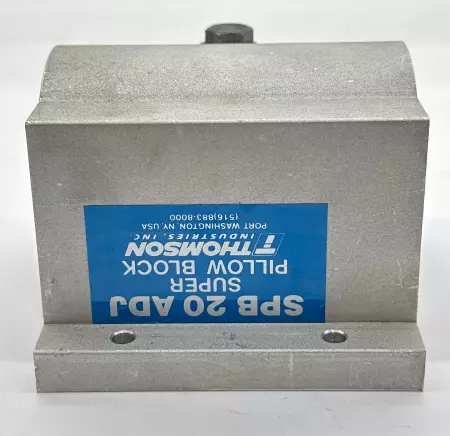 SPB 20 ADJ
SUPER
PILLOW BLOCK
THOMSON
INDUSTRIES, INC.
PORT WASHINGTON, NY, USA
(516)883-8000